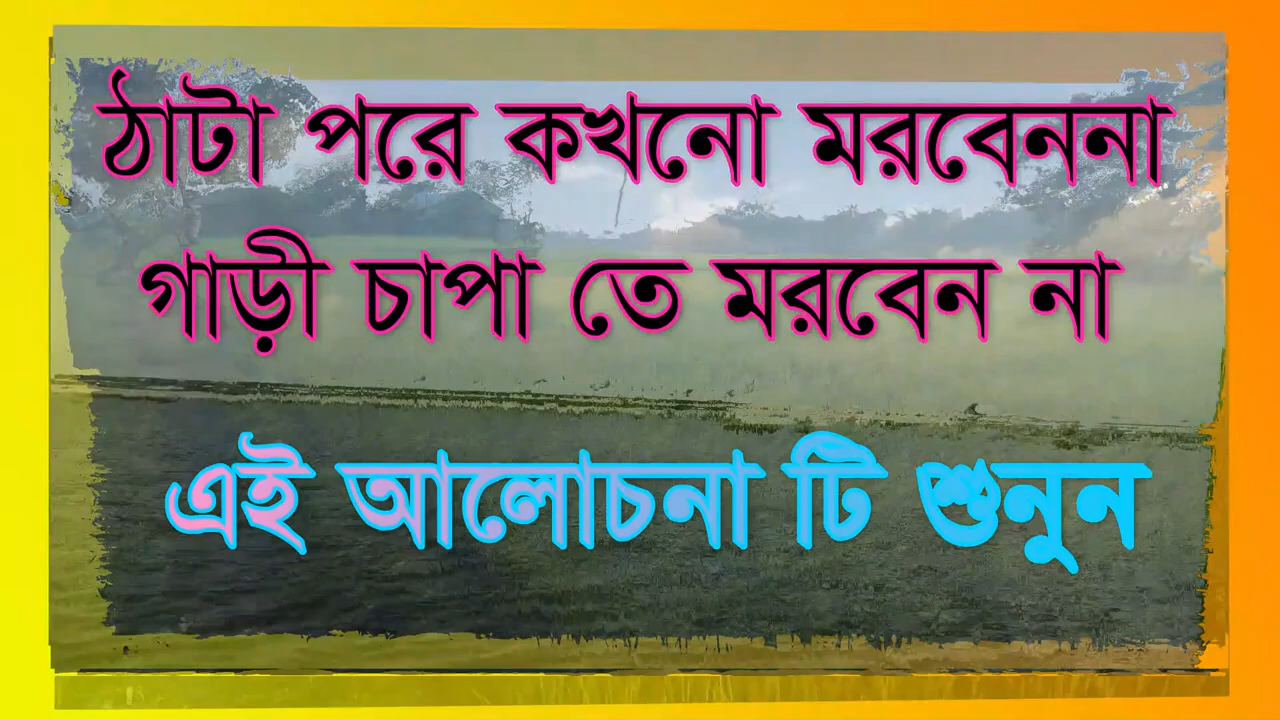 ঠাটা পরে কখনো মরবেননা
গাড়ী চাপা তে মরবেন না
এই আলোচনা টি শুনুন